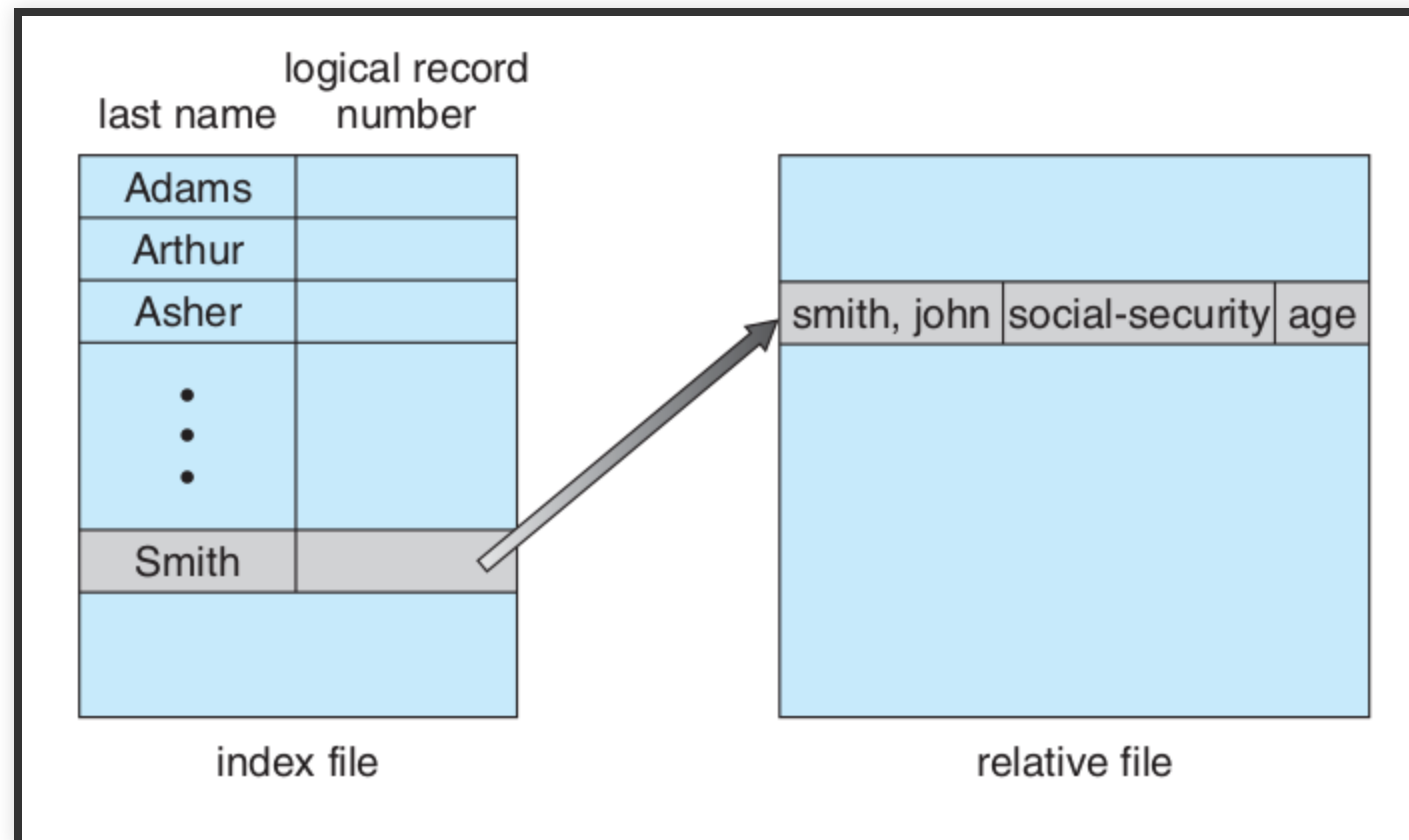 last name
logical record
number
Adams
Arthur
Asher
Smith
index file
smith, john
social-security
age
relative file